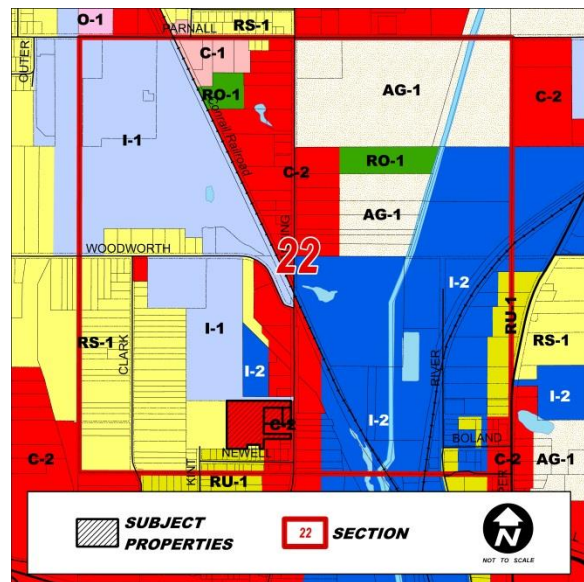 O-1
PARNALL
RS-1
OUTER
C-1
RO-1
AG-1
C-2
I-1
Conrail Railroad
C-2
RO-1
AG-1
WOODWORTH
22
I-2
RU-1
RS-1
CLARK
I-1
RS-1
RIVER
I-2
I-2
I-2
C-2
C-2
NEWELL
KINT
RU-1
BOLAND
C-2
AG-1
SUBJECT
PROPERTIES
22 SECTION
N
NOT TO SCALE